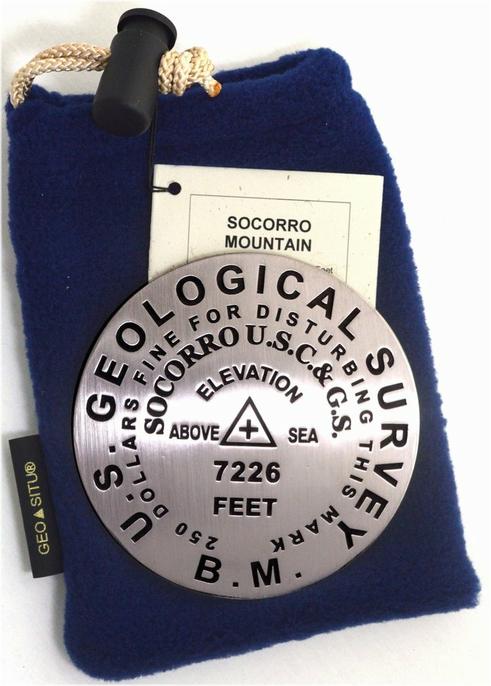 SOCORRO
MOUNTAIN
Feet
U.S. GEOLOGICAL SURVEY
250 DOLLARS FINE FOR DISTURBING THIS MARK
SOCORRO U.S.C.& G.S.
ELEVATION
ABOVE SEA
7226
FEET
B.M.
GEO▲SITU®